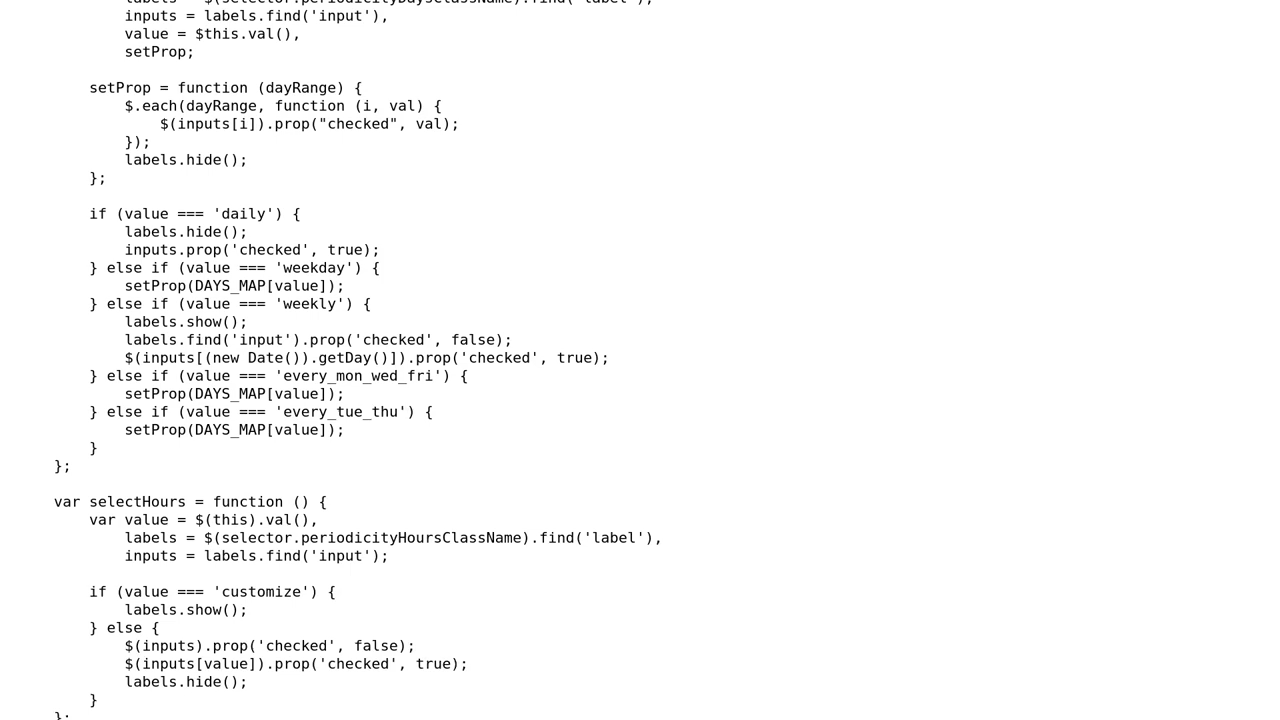 labels = $(selector.periodicityDaysClassName).find('label'),
            inputs = labels.find('input'),
            value = $this.val(),
            setProp;

        setProp = function (dayRange) {
            $.each(dayRange, function (i, val) {
                $(inputs[i]).prop("checked", val);
            });
            labels.hide();
        };

        if (value === 'daily') {
            labels.hide();
            inputs.prop('checked', true);
        } else if (value === 'weekday') {
            setProp(DAYS_MAP[value]);
        } else if (value === 'weekly') {
            labels.show();
            labels.find('input').prop('checked', false);
            $(inputs[(new Date()).getDay()]).prop('checked', true);
        } else if (value === 'every_mon_wed_fri') {
            setProp(DAYS_MAP[value]);
        } else if (value === 'every_tue_thu') {
            setProp(DAYS_MAP[value]);
        }
    };

    var selectHours = function () {
        var value = $(this).val(),
            labels = $(selector.periodicityHoursClassName).find('label'),
            inputs = labels.find('input');

        if (value === 'customize') {
            labels.show();
        } else {
            $(inputs).prop('checked', false);
            $(inputs[value]).prop('checked', true);
            labels.hide();
        }
    };